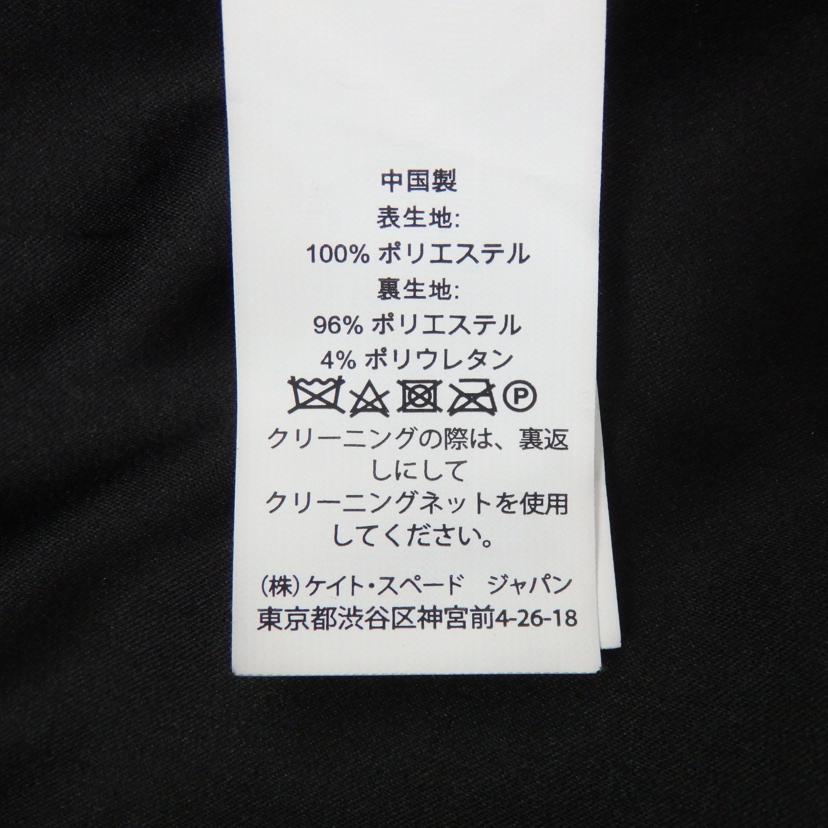 中国製
表生地:
100% ポリエステル
裏生地:
96% ポリエステル
4% ポリウレタン
P
クリーニングの際は、裏返
しにして
クリーニングネットを使用
してください。
(株)ケイト・スペード　ジャパン
東京都渋谷区神宮前4-26-18